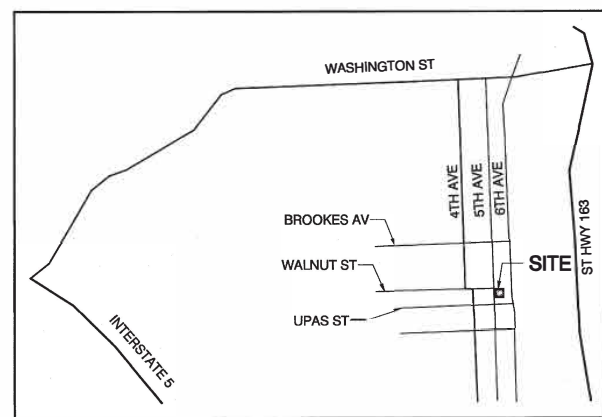 WASHINGTON ST
4TH AVE
5TH AVE
6TH AVE
ST HWY 163
BROOKES AV
WALNUT ST
SITE
UPAS ST
INTERSTATE 5